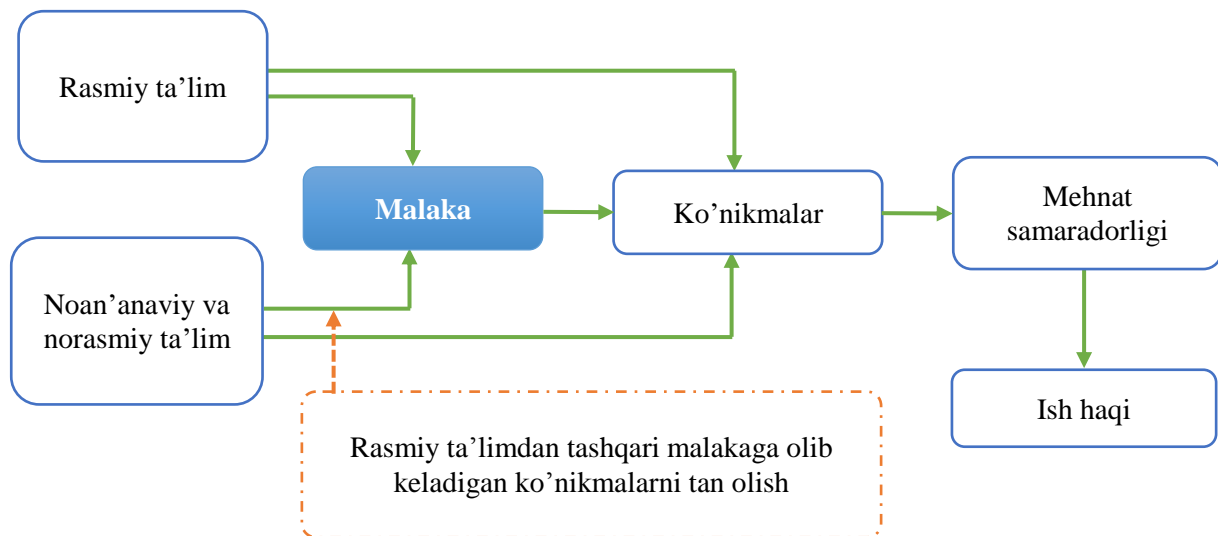 Rasmiy ta’lim
Malaka
Ko’nikmalar
Mehnat
samaradorligi
Noan’anaviy va
norasmiy ta’lim
Ish haqi
Rasmiy ta’limdan tashqari malakaga olib
keladigan ko’nikmalarni tan olish